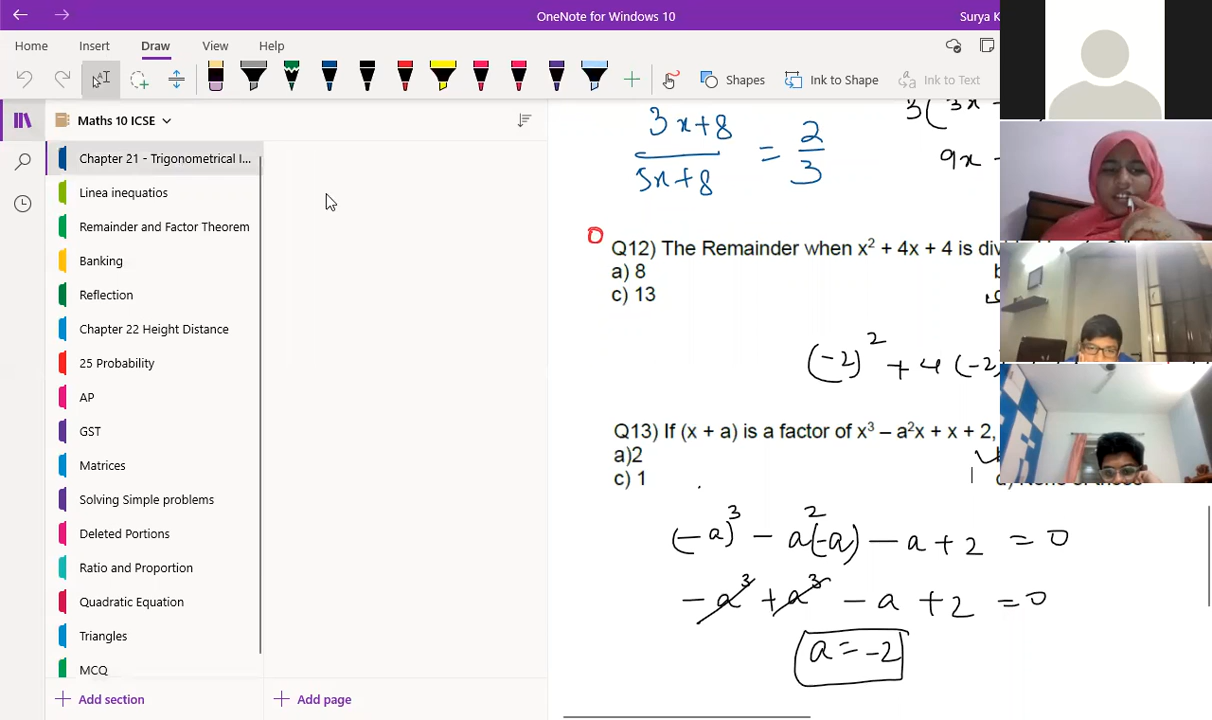 OneNote for Windows 10
Surya K
Home Insert Draw View Help
Shapes Ink to Shape Ink to Text
Maths 10 ICSE
Chapter 21 - Trigonometrical I...
Linea inequatios
Remainder and Factor Theorem
Banking
Reflection
Chapter 22 Height Distance
25 Probability
AP
GST
Matrices
Solving Simple problems
Deleted Portions
Ratio and Proportion
Quadratic Equation
Triangles
MCQ
Add section
Add page
3(3x
3x+8/5x+8 = 2/3
9x -
Q12) The Remainder when x² + 4x + 4 is div
a) 8
c) 13
(-2)² + 4(-2)
Q13) If (x + a) is a factor of x³ – a²x + x + 2,
a)2
c) 1
(-a)³ - a²(-a) - a + 2 = 0
-a³ + a³ - a + 2 = 0
a = -2